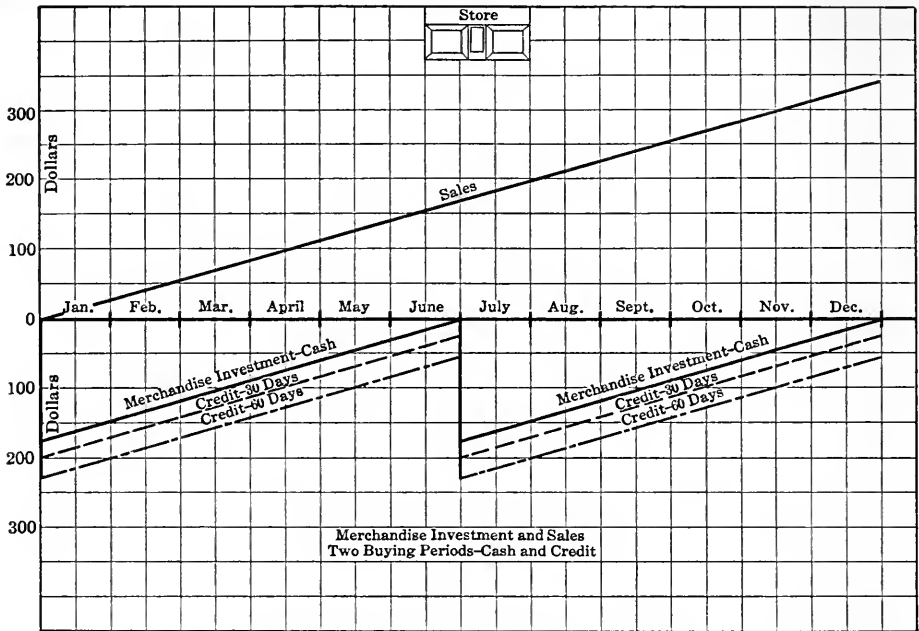 Store
300
Dollars
200
Sales
100
Jan. Feb. Mar. April May June July Aug. Sept. Oct. Nov. Dec.
0
Merchandise Investment-Cash
Credit-30 Days
Credit-60 Days
Merchandise Investment-Cash
Credit-30 Days
Credit-60 Days
100
Dollars
200
300
Merchandise Investment and Sales
Two Buying Periods-Cash and Credit